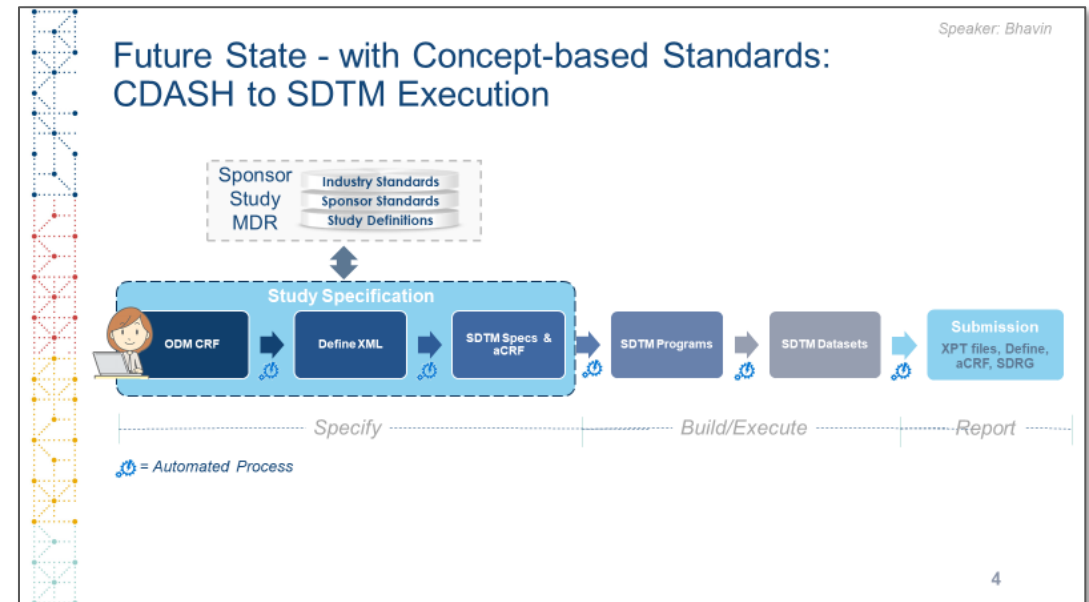 Speaker: Bhavin
Future State - with Concept-based Standards:
CDASH to SDTM Execution
Sponsor
Study
MDR
Industry Standards
Sponsor Standards
Study Definitions
Study Specification
ODM CRF
Define XML
SDTM Specs &
aCRF
SDTM Programs
SDTM Datasets
Submission
XPT files, Define,
aCRF, SDRG
Specify
Build/Execute
Report
= Automated Process
4